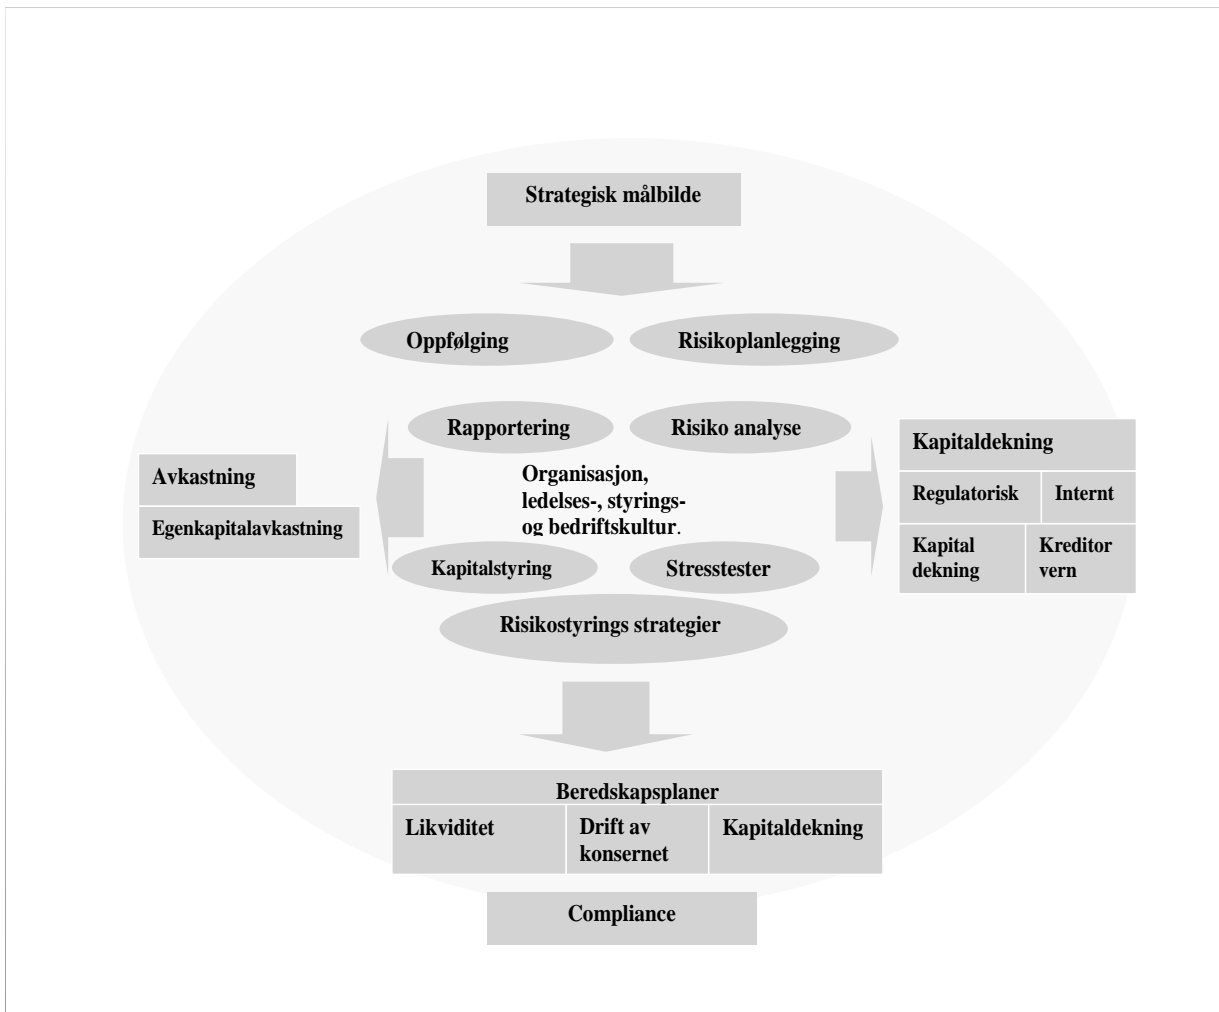 Strategisk målbilde
Oppfølging
Risikoplanlegging
Rapportering
Risiko analyse
Avkastning
Egenkapitalavkastning
Organisasjon,
ledelses-, styrings-
og bedriftskultur.
Kapitaldekning
Regulatorisk
Internt
Kapital
dekning
Kreditor
vern
Kapitalstyring
Stresstester
Risikostyrings strategier
Beredskapsplaner
Likviditet
Drift av
konsernet
Kapitaldekning
Compliance